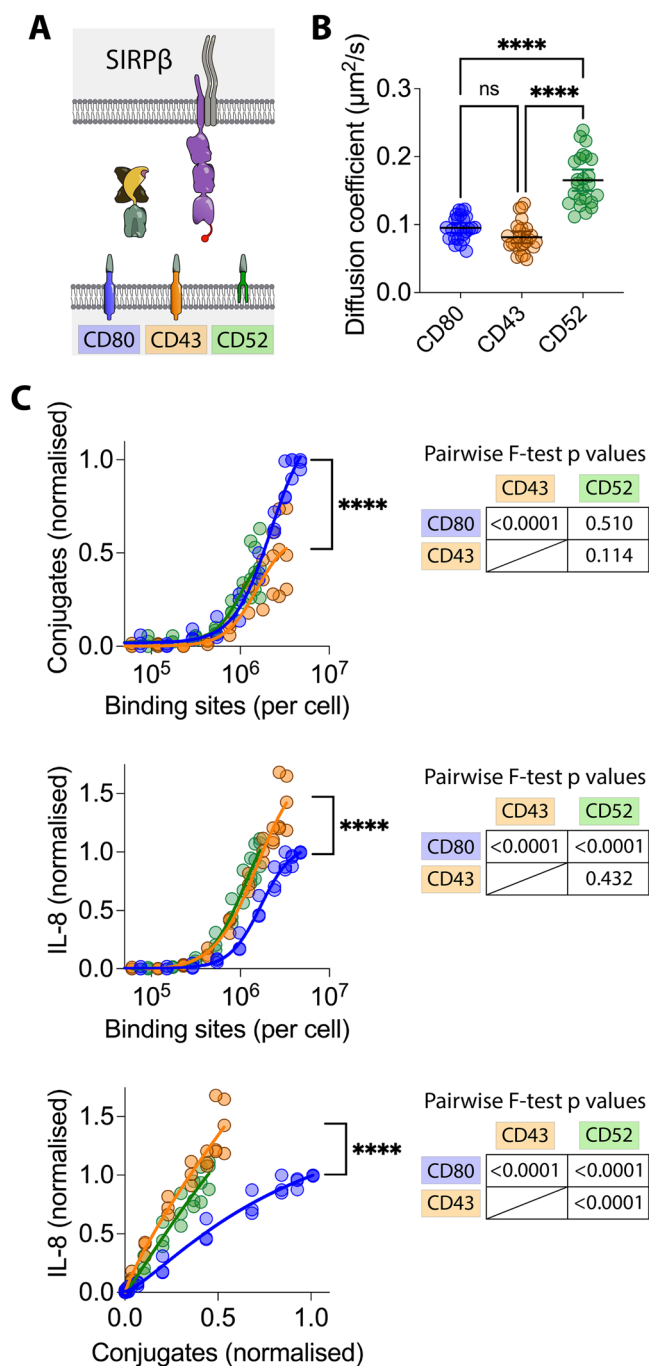 A
SIRPβ
CD80 CD43 CD52
B
Diffusion coefficient (µm²/s)
0.3
0.2
0.1
0.0
ns
****
****
CD80
CD43
CD52
C
Conjugates (normalised)
1.0
0.5
0.0
10⁵ 10⁶ 10⁷
Binding sites (per cell)
****
Pairwise F-test p values
CD43 CD52
CD80 <0.0001 0.510
CD43 0.114
IL-8 (normalised)
1.5
1.0
0.5
0.0
10⁵ 10⁶ 10⁷
Binding sites (per cell)
****
Pairwise F-test p values
CD43 CD52
CD80 <0.0001 <0.0001
CD43 0.432
IL-8 (normalised)
1.5
1.0
0.5
0.0
0.0 0.5 1.0
Conjugates (normalised)
****
Pairwise F-test p values
CD43 CD52
CD80 <0.0001 <0.0001
CD43 <0.0001